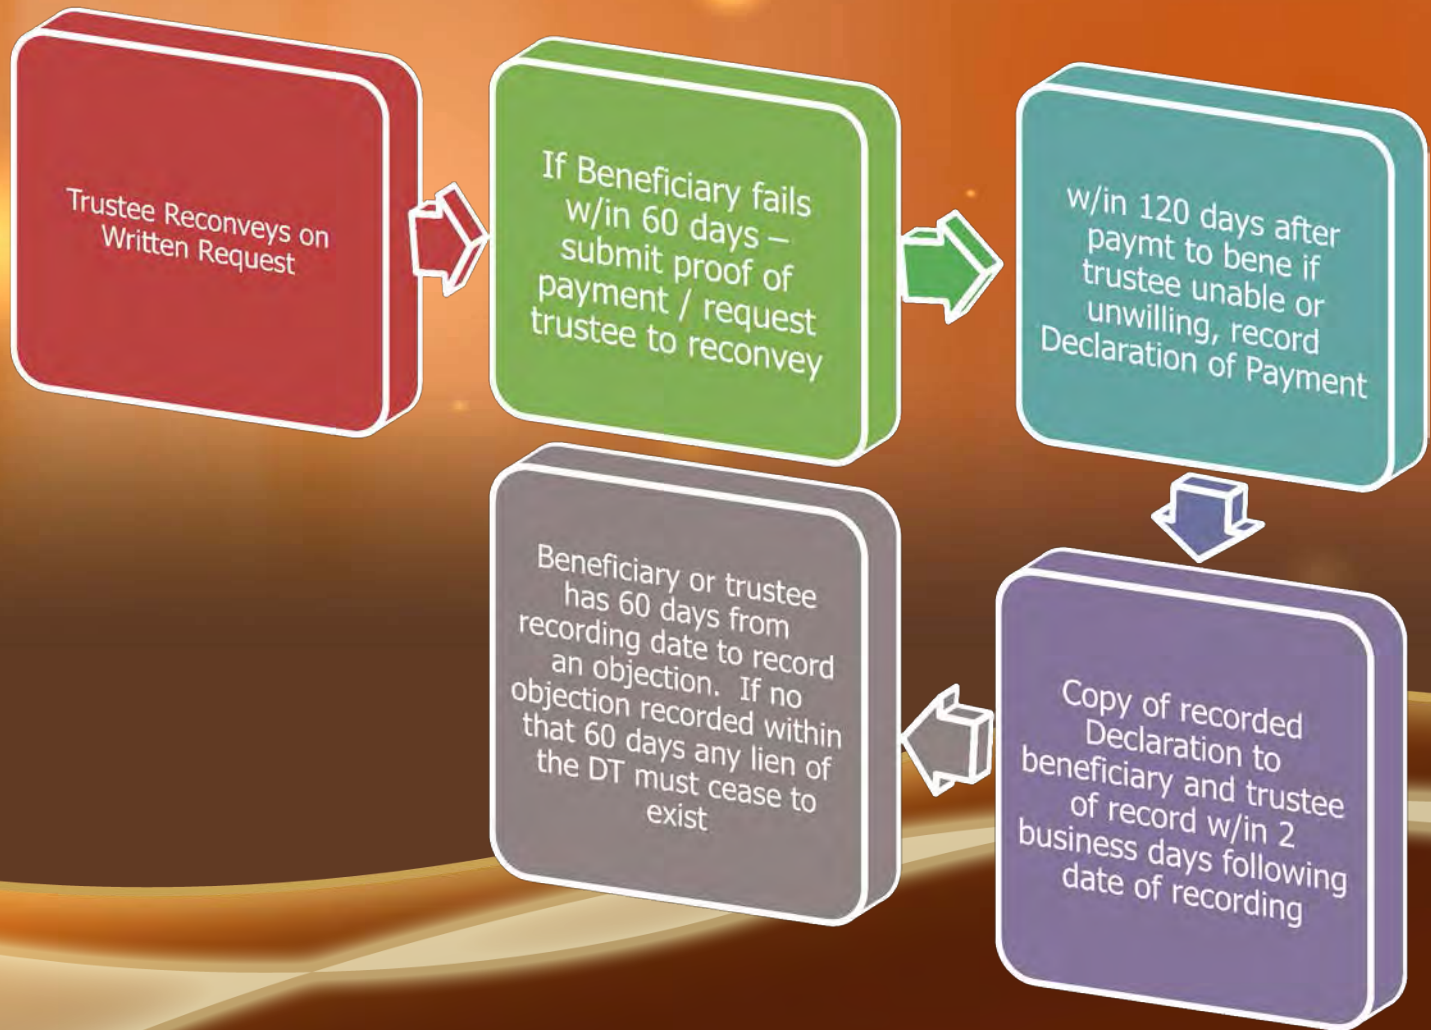 Trustee Reconveys on
Written Request
If Beneficiary fails
w/in 60 days –
submit proof of
payment / request
trustee to reconvey
w/in 120 days after
paymt to bene if
trustee unable or
unwilling, record
Declaration of Payment
Copy of recorded
Declaration to
beneficiary and trustee
of record w/in 2
business days following
date of recording
Beneficiary or trustee
has 60 days from
recording date to record
an objection. If no
objection recorded within
that 60 days any lien of
the DT must cease to
exist